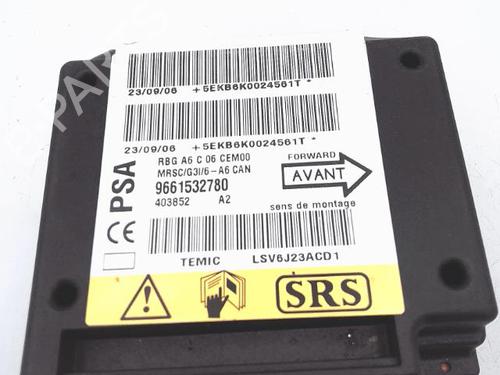 23/09/06 +5EKB6K0024561T*
23/09/06 +5EKB6K0024561T*
PSA
RBG A6 C 06 CEM00
MRSC/G3I/6-A6 CAN
9661532780
403852 A2
FORWARD
AVANT
sens de montage
CE
TEMIC LSV6J23ACD1
SRS